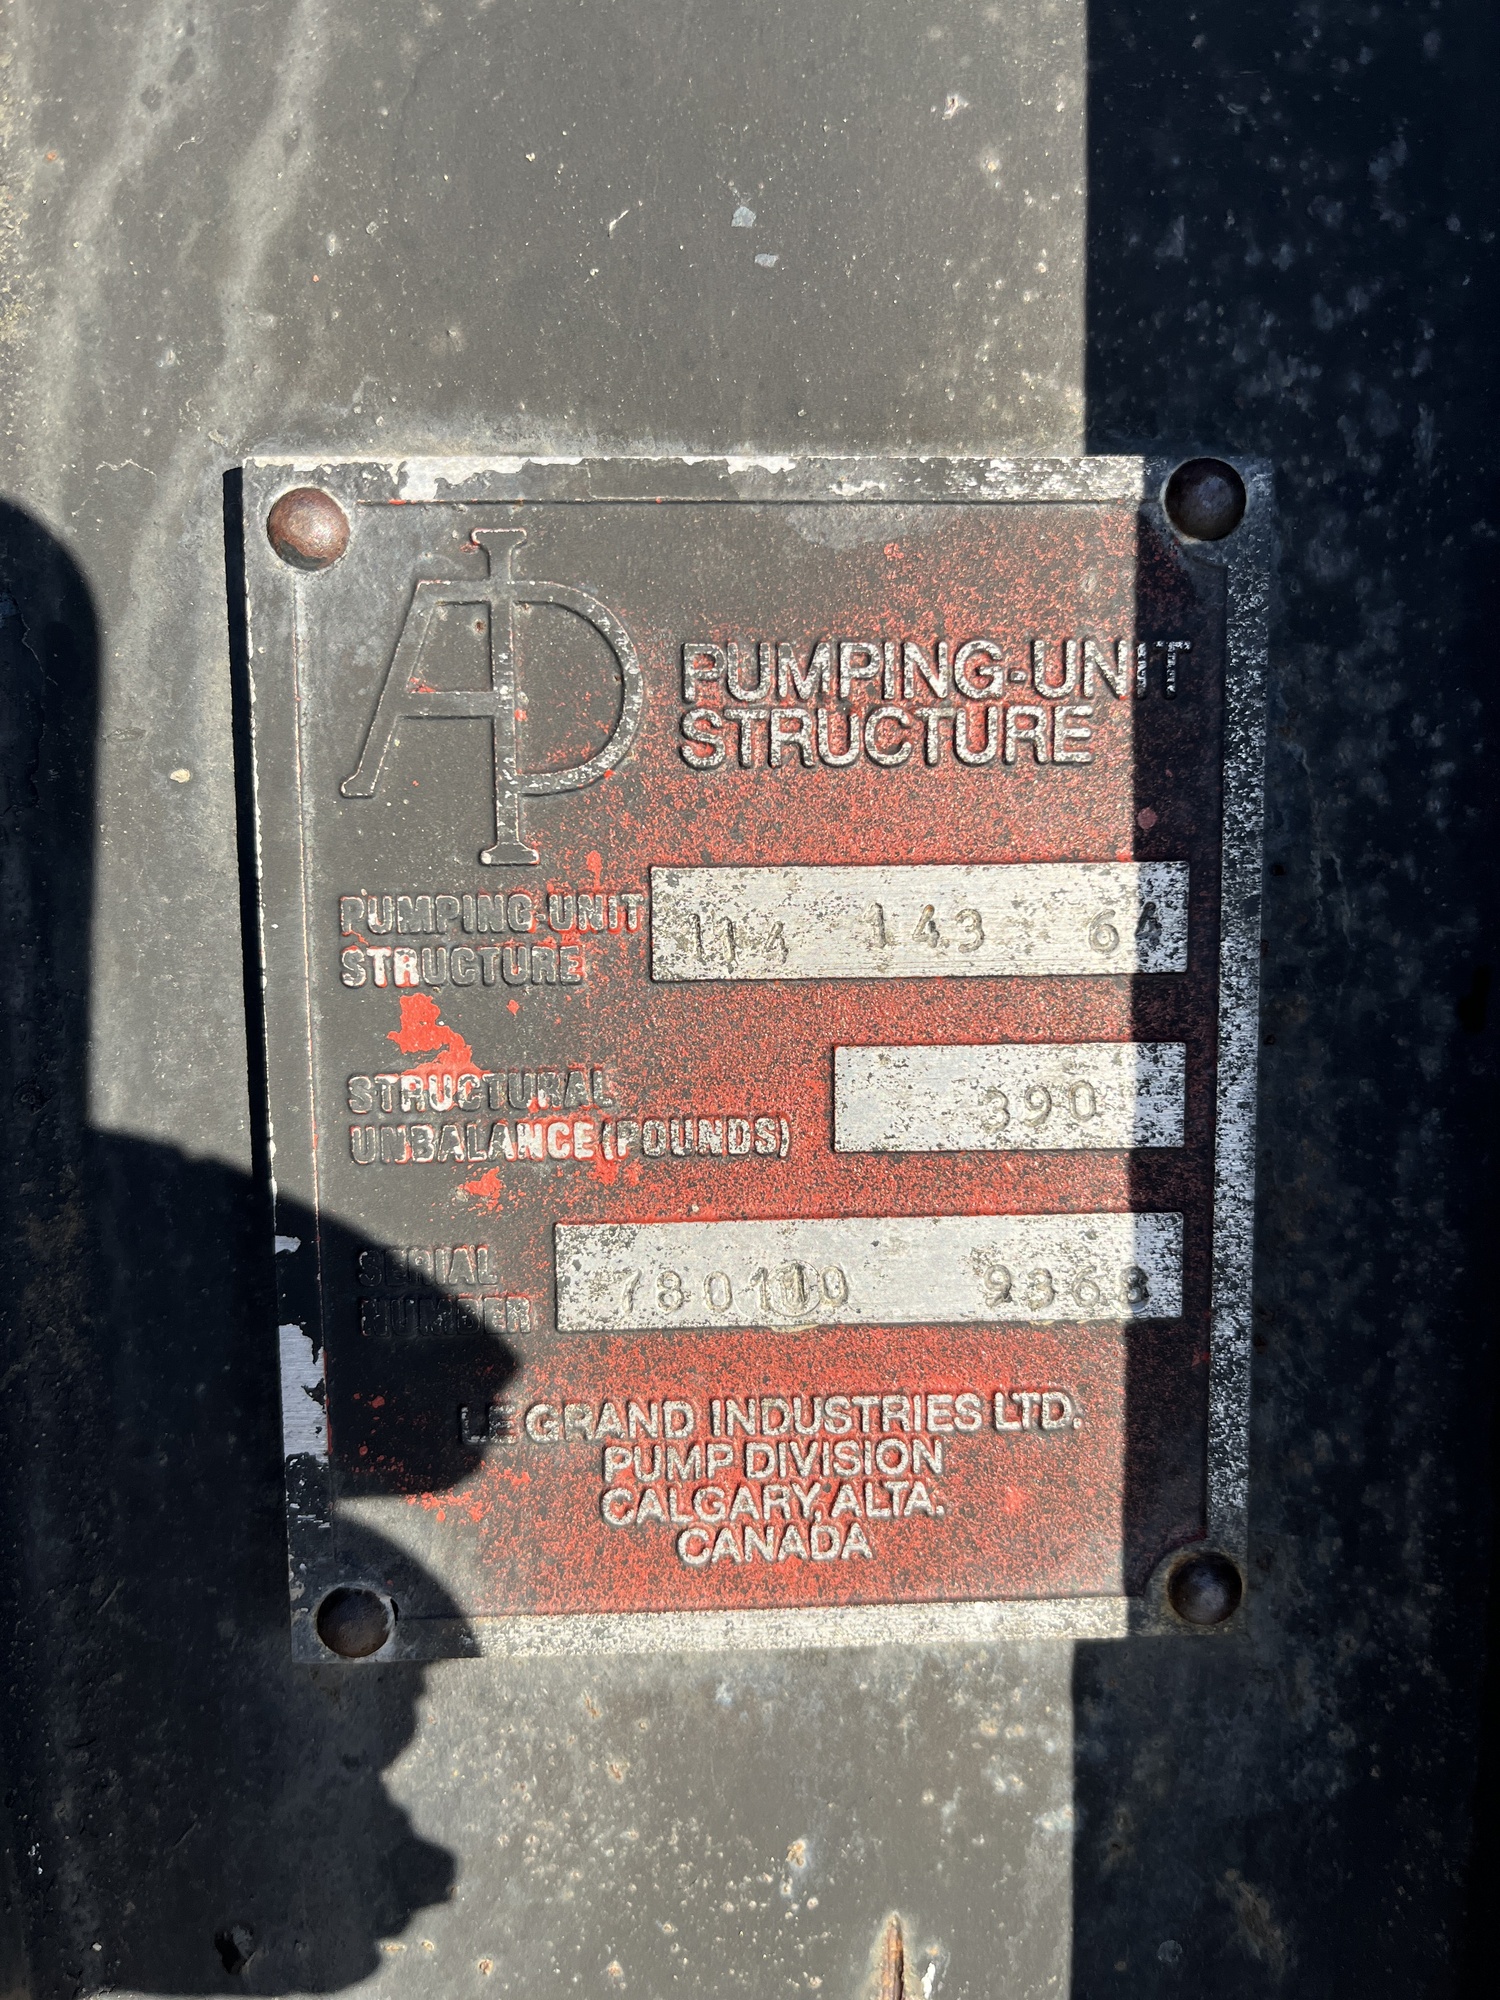 API
PUMPING-UNIT
STRUCTURE
PUMPING-UNIT
STRUCTURE
114 143 64
STRUCTURAL
UNBALANCE (POUNDS)
390
SERIAL
NUMBER
9368
LE GRAND INDUSTRIES LTD.
PUMP DIVISION
CALGARY, ALTA.
CANADA